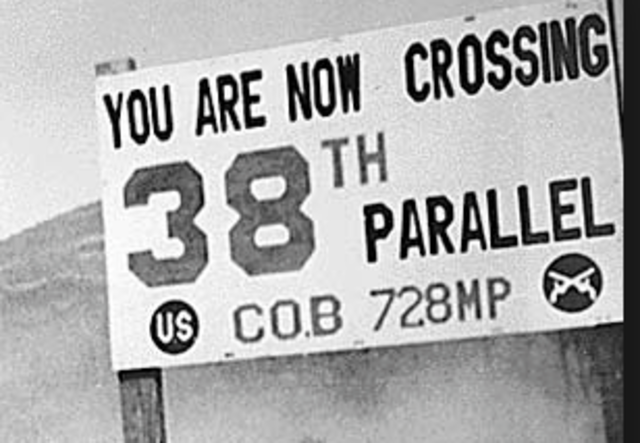 YOU ARE NOW CROSSING
38TH
PARALLEL
US CO.B 728MP